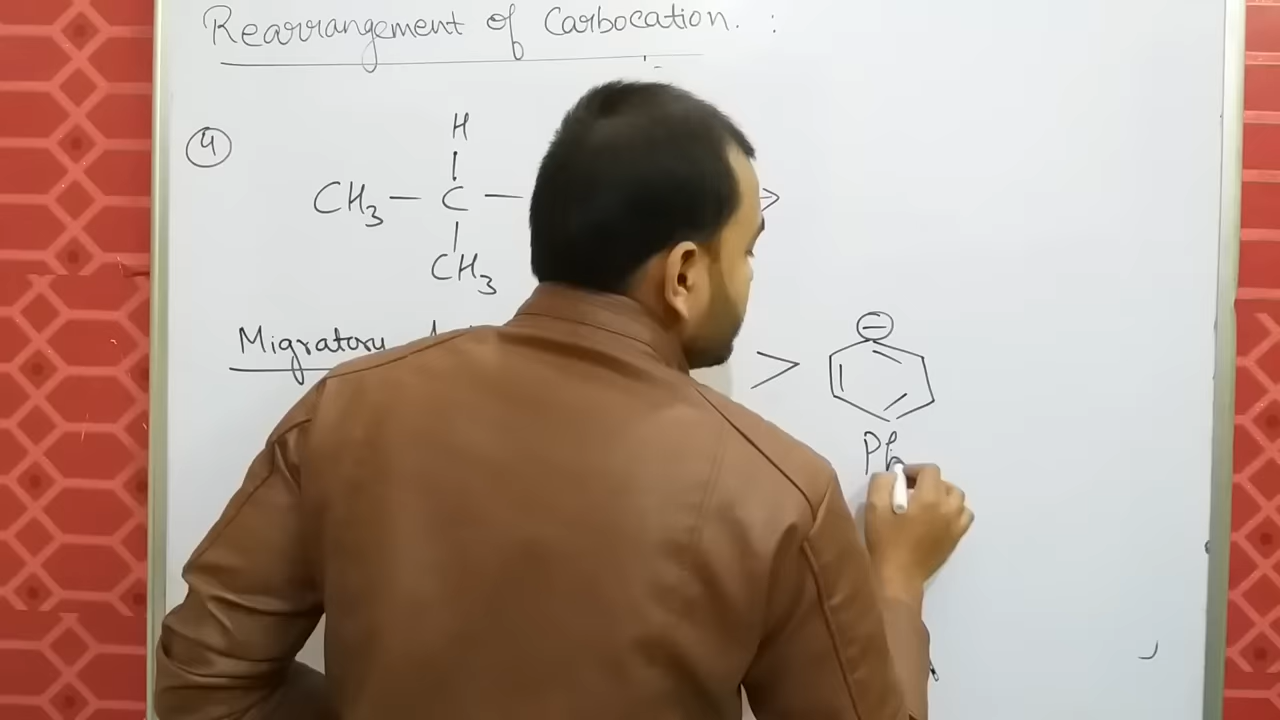 Rearrangement of Carbocation. :
4
H
CH3 — C —
CH3
Migratory
> ⊖
Ph